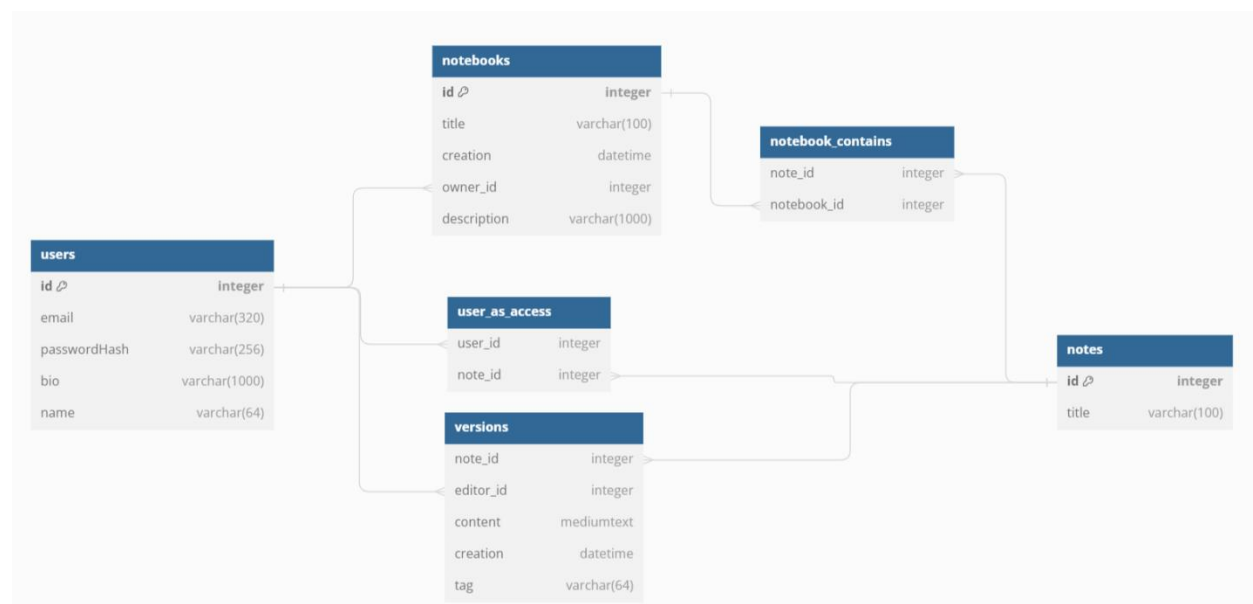 notebooks
id integer
title varchar(100)
creation datetime
owner_id integer
description varchar(1000)
notebook_contains
note_id integer
notebook_id integer
users
id integer
email varchar(320)
passwordHash varchar(256)
bio varchar(1000)
name varchar(64)
user_as_access
user_id integer
note_id integer
notes
id integer
title varchar(100)
versions
note_id integer
editor_id integer
content mediumtext
creation datetime
tag varchar(64)